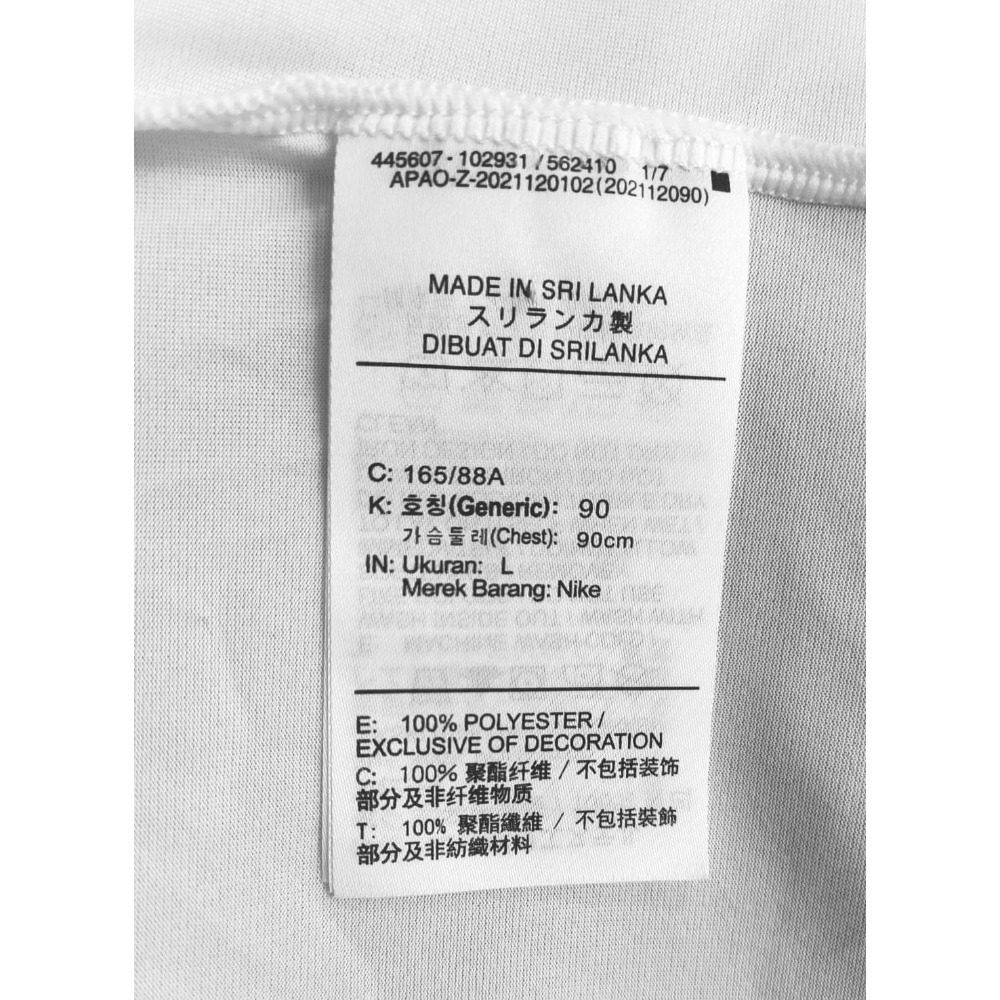 445607-102931/562410 1/7
APAO-Z-2021120102(202112090)
MADE IN SRI LANKA
スリランカ製
DIBUAT DI SRILANKA
C: 165/88A
K: 호칭(Generic): 90
가슴둘레(Chest): 90cm
IN: Ukuran: L
Merek Barang: Nike
E: 100% POLYESTER /
EXCLUSIVE OF DECORATION
C: 100% 聚酯纤维 / 不包括装饰
部分及非纤维物质
T: 100% 聚酯纖維 / 不包括裝飾
部分及非紡織材料